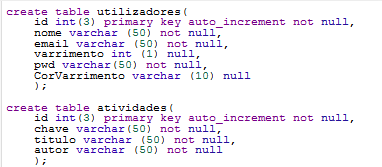 create table utilizadores(
id int(3) primary key auto_increment not null,
nome varchar (50) not null,
email varchar (50) not null,
varrimento int (1) null,
pwd varchar(50) not null,
CorVarrimento varchar (10) null
);
create table atividades(
id int(3) primary key auto_increment not null,
chave varchar(50) not null,
titulo varchar (50) not null,
autor varchar (50) not null
);